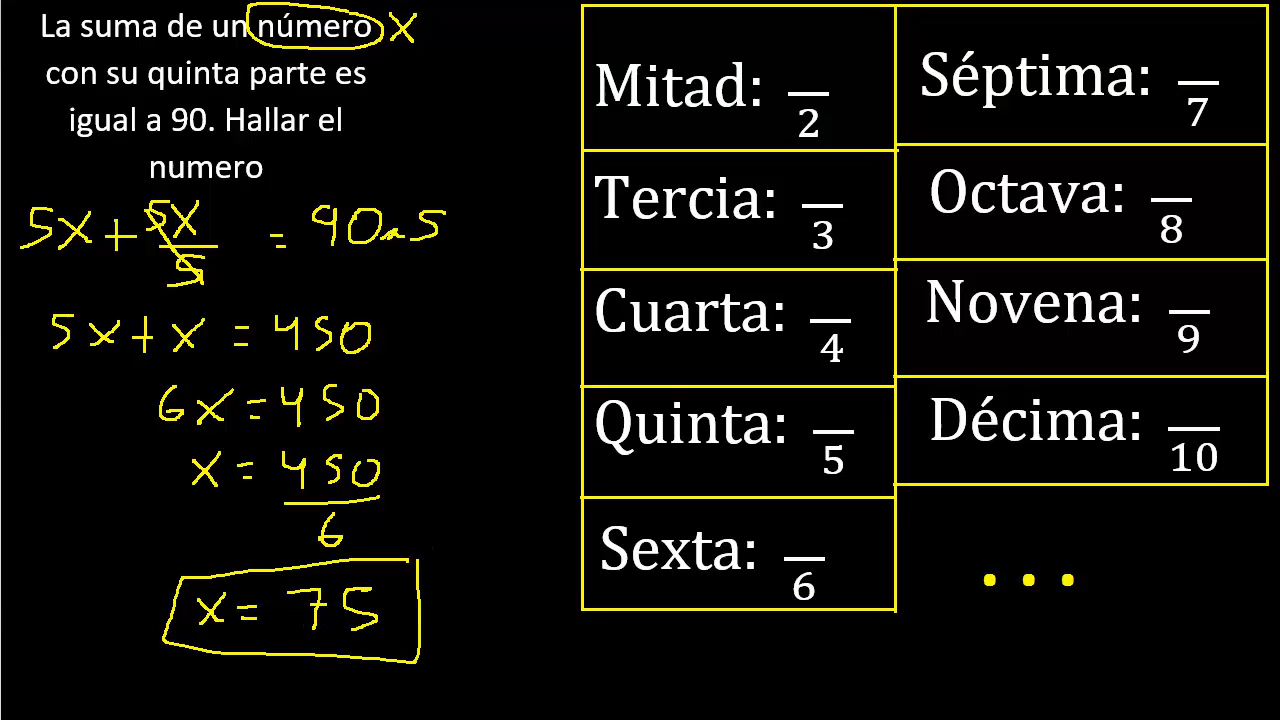 La suma de un número x
con su quinta parte es
igual a 90. Hallar el
numero
5x + 5x/5 = 90 x 5
5x + x = 450
6x = 450
x = 450
6
x = 75
Mitad: _/2
Tercia: _/3
Cuarta: _/4
Quinta: _/5
Sexta: _/6
Séptima: _/7
Octava: _/8
Novena: _/9
Décima: _/10
...